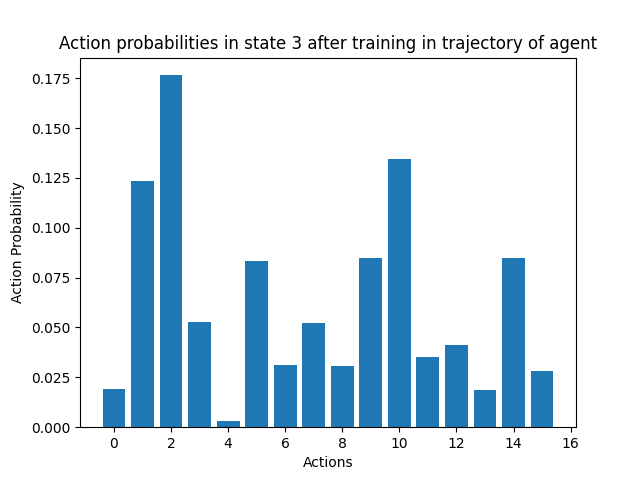 Action probabilities in state 3 after training in trajectory of agent
0.175
0.150
0.125
0.100
0.075
0.050
0.025
0.000
Action Probability
0 2 4 6 8 10 12 14 16
Actions